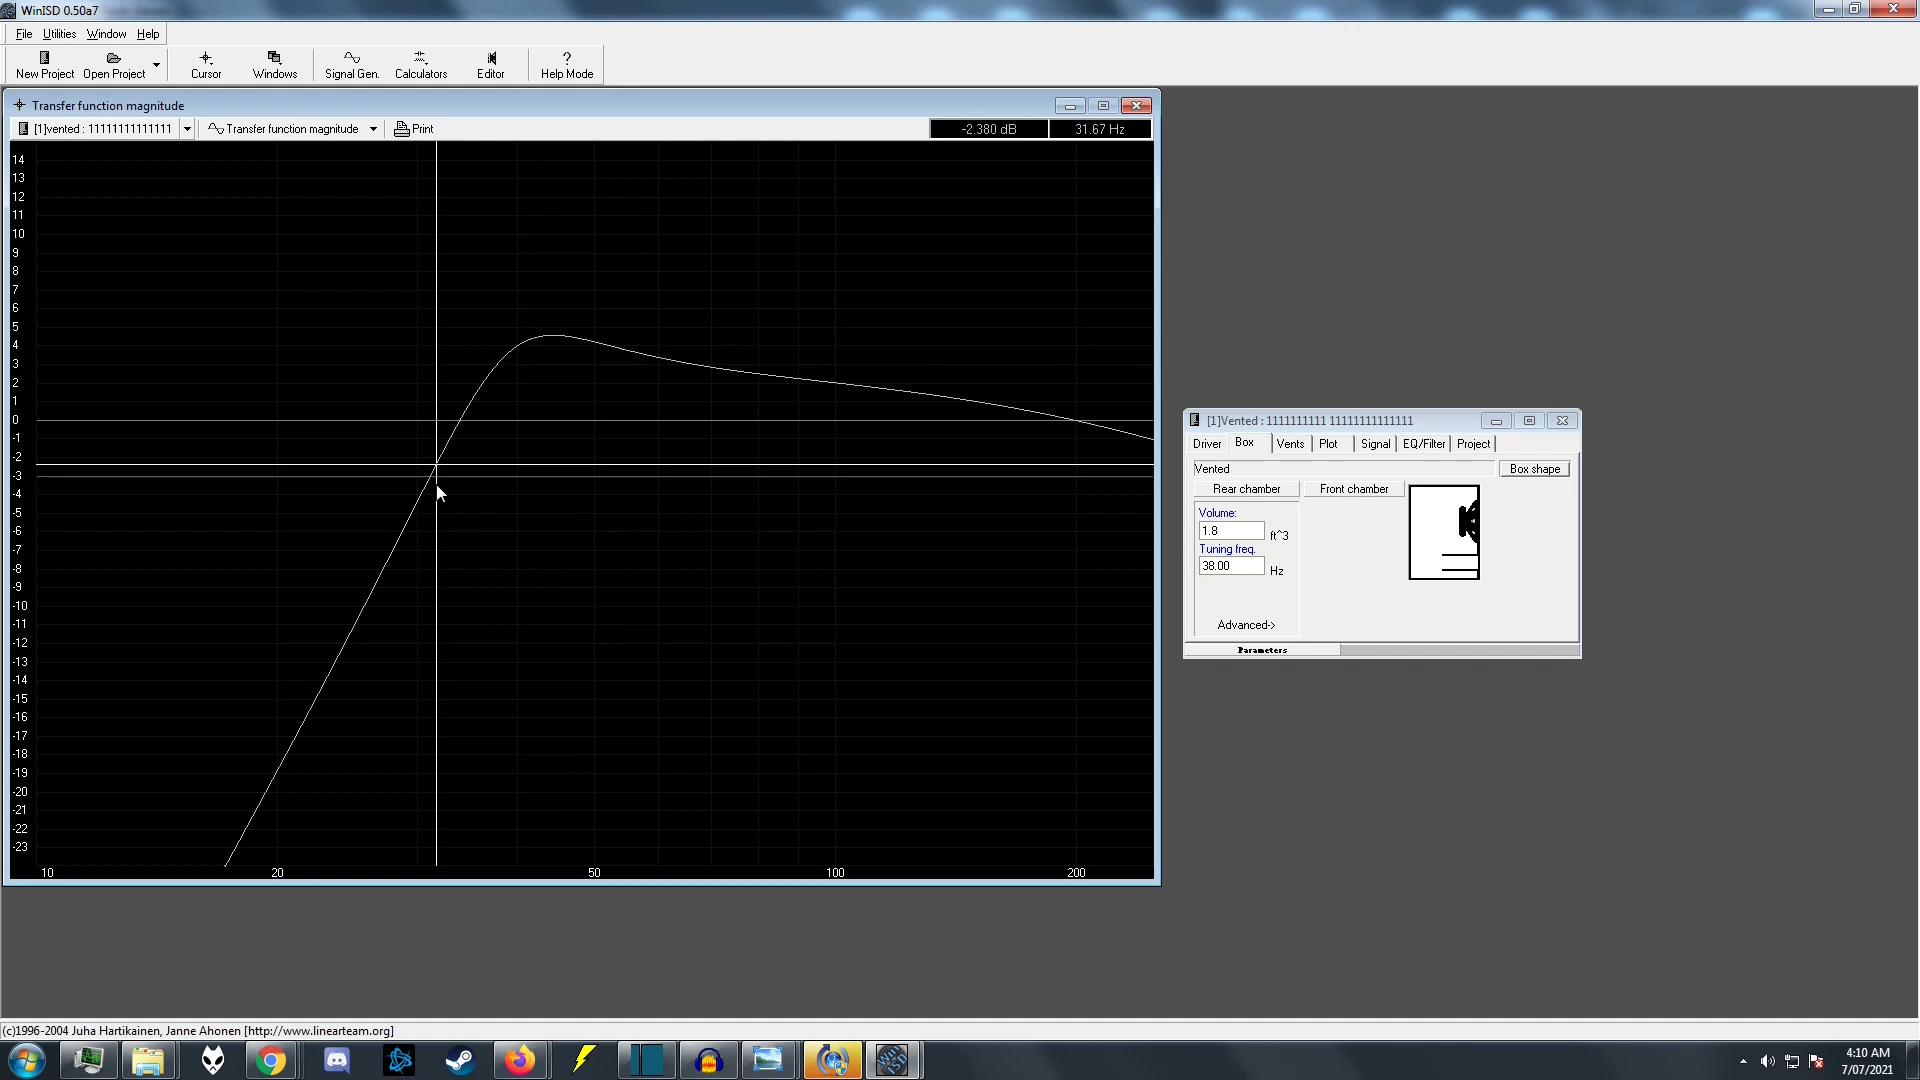 WinISD 0.50a7
File Utilities Window Help
New Project Open Project Cursor Windows Signal Gen. Calculators Editor Help Mode
Transfer function magnitude
[1]vented : 11111111111111 Transfer function magnitude Print -2.380 dB 31.67 Hz
14
13
12
11
10
9
8
7
6
5
4
3
2
1
0
-1
-2
-3
-4
-5
-6
-7
-8
-9
-10
-11
-12
-13
-14
-15
-16
-17
-18
-19
-20
-21
-22
-23
10 20 50 100 200
[1]Vented : 1111111111 11111111111111
Driver Box Vents Plot Signal EQ/Filter Project
Vented Box shape
Rear chamber Front chamber
Volume:
1.8 ft^3
Tuning freq.
38.00 Hz
Advanced->
Parameters
(c)1996-2004 Juha Hartikainen, Janne Ahonen [http://www.linearteam.org]
Win
ISD
4:10 AM
7/07/2021